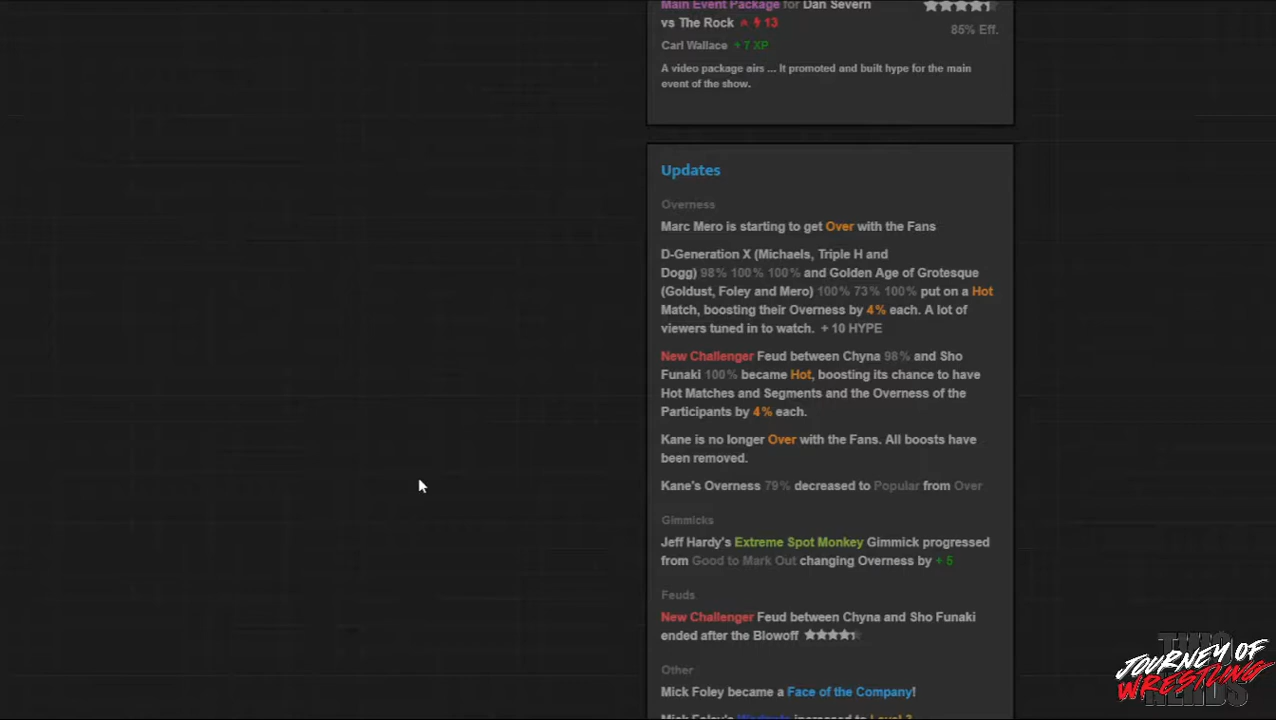 Main Event Package for Dan Severn
vs The Rock 13
85% Eff.
Carl Wallace + 7 XP
A video package airs ... It promoted and built hype for the main
event of the show.
Updates
Overness
Marc Mero is starting to get Over with the Fans
D-Generation X (Michaels, Triple H and
Dogg) 98% 100% 100% and Golden Age of Grotesque
(Goldust, Foley and Mero) 100% 73% 100% put on a Hot
Match, boosting their Overness by 4% each. A lot of
viewers tuned in to watch. + 10 HYPE
New Challenger Feud between Chyna 98% and Sho
Funaki 100% became Hot, boosting its chance to have
Hot Matches and Segments and the Overness of the
Participants by 4% each.
Kane is no longer Over with the Fans. All boosts have
been removed.
Kane's Overness 79% decreased to Popular from Over
Gimmicks
Jeff Hardy's Extreme Spot Monkey Gimmick progressed
from Good to Mark Out changing Overness by + 5
Feuds
New Challenger Feud between Chyna and Sho Funaki
ended after the Blowoff
Other
Mick Foley became a Face of the Company!
Mick Foley's increased to Level 3
JOURNEY OF
WRESTLING
NERDS